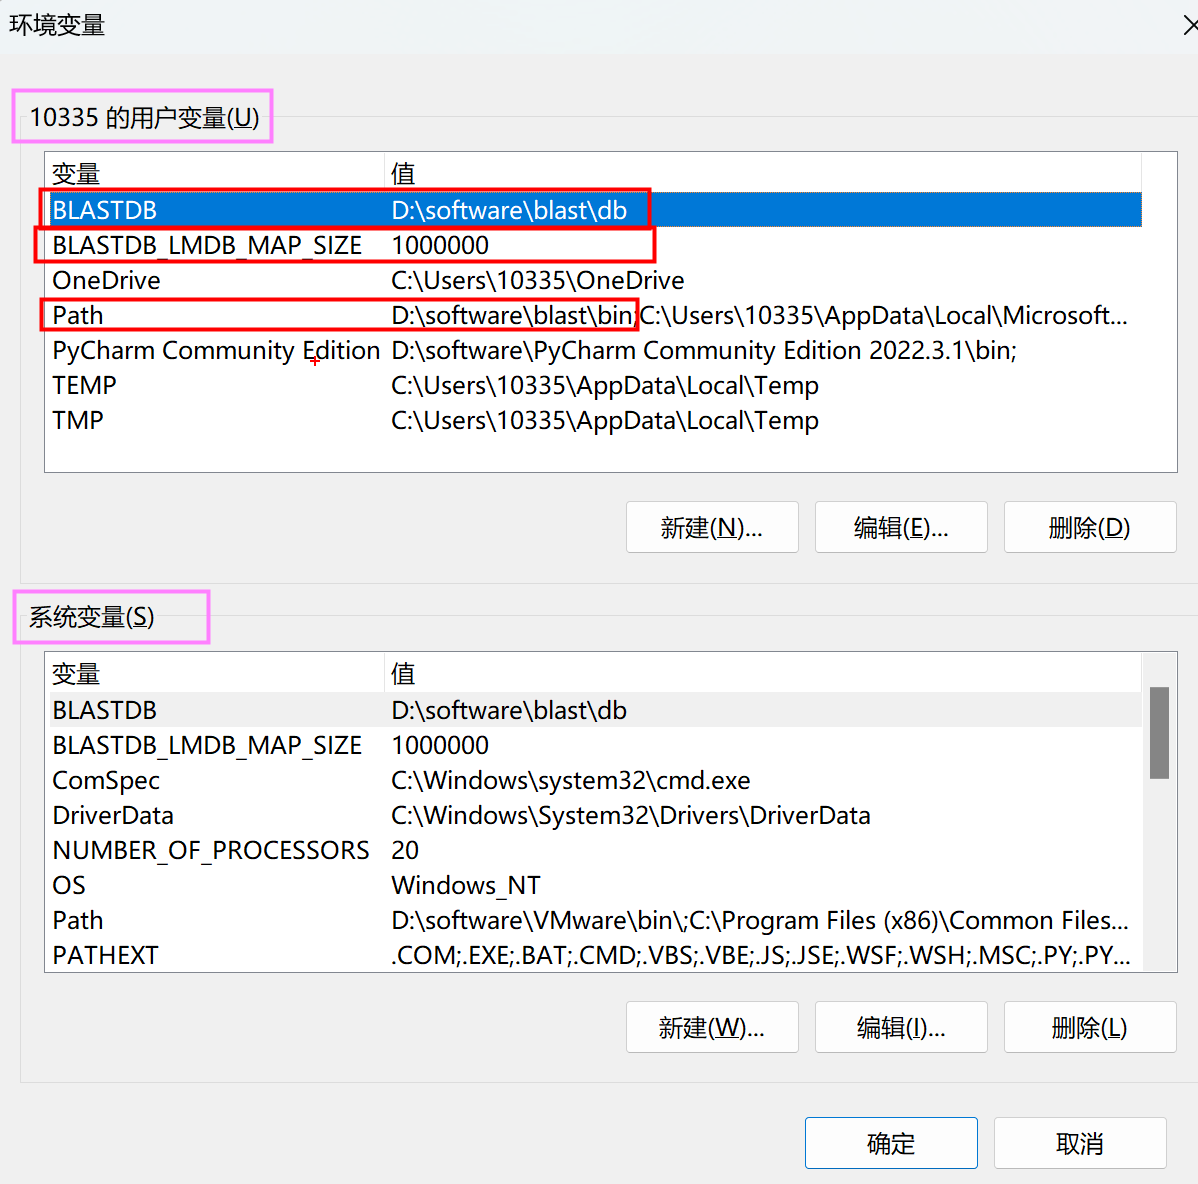 环境变量
10335 的用户变量(U)
变量 值
BLASTDB D:\software\blast\db
BLASTDB_LMDB_MAP_SIZE 1000000
OneDrive C:\Users\10335\OneDrive
Path D:\software\blast\bin;C:\Users\10335\AppData\Local\Microsoft...
PyCharm Community Edition D:\software\PyCharm Community Edition 2022.3.1\bin;
TEMP C:\Users\10335\AppData\Local\Temp
TMP C:\Users\10335\AppData\Local\Temp
新建(N)... 编辑(E)... 删除(D)
系统变量(S)
变量 值
BLASTDB D:\software\blast\db
BLASTDB_LMDB_MAP_SIZE 1000000
ComSpec C:\Windows\system32\cmd.exe
DriverData C:\Windows\System32\Drivers\DriverData
NUMBER_OF_PROCESSORS 20
OS Windows_NT
Path D:\software\VMware\bin\;C:\Program Files (x86)\Common Files...
PATHEXT .COM;.EXE;.BAT;.CMD;.VBS;.VBE;.JS;.JSE;.WSF;.WSH;.MSC;.PY;.PY...
新建(W)... 编辑(I)... 删除(L)
确定 取消